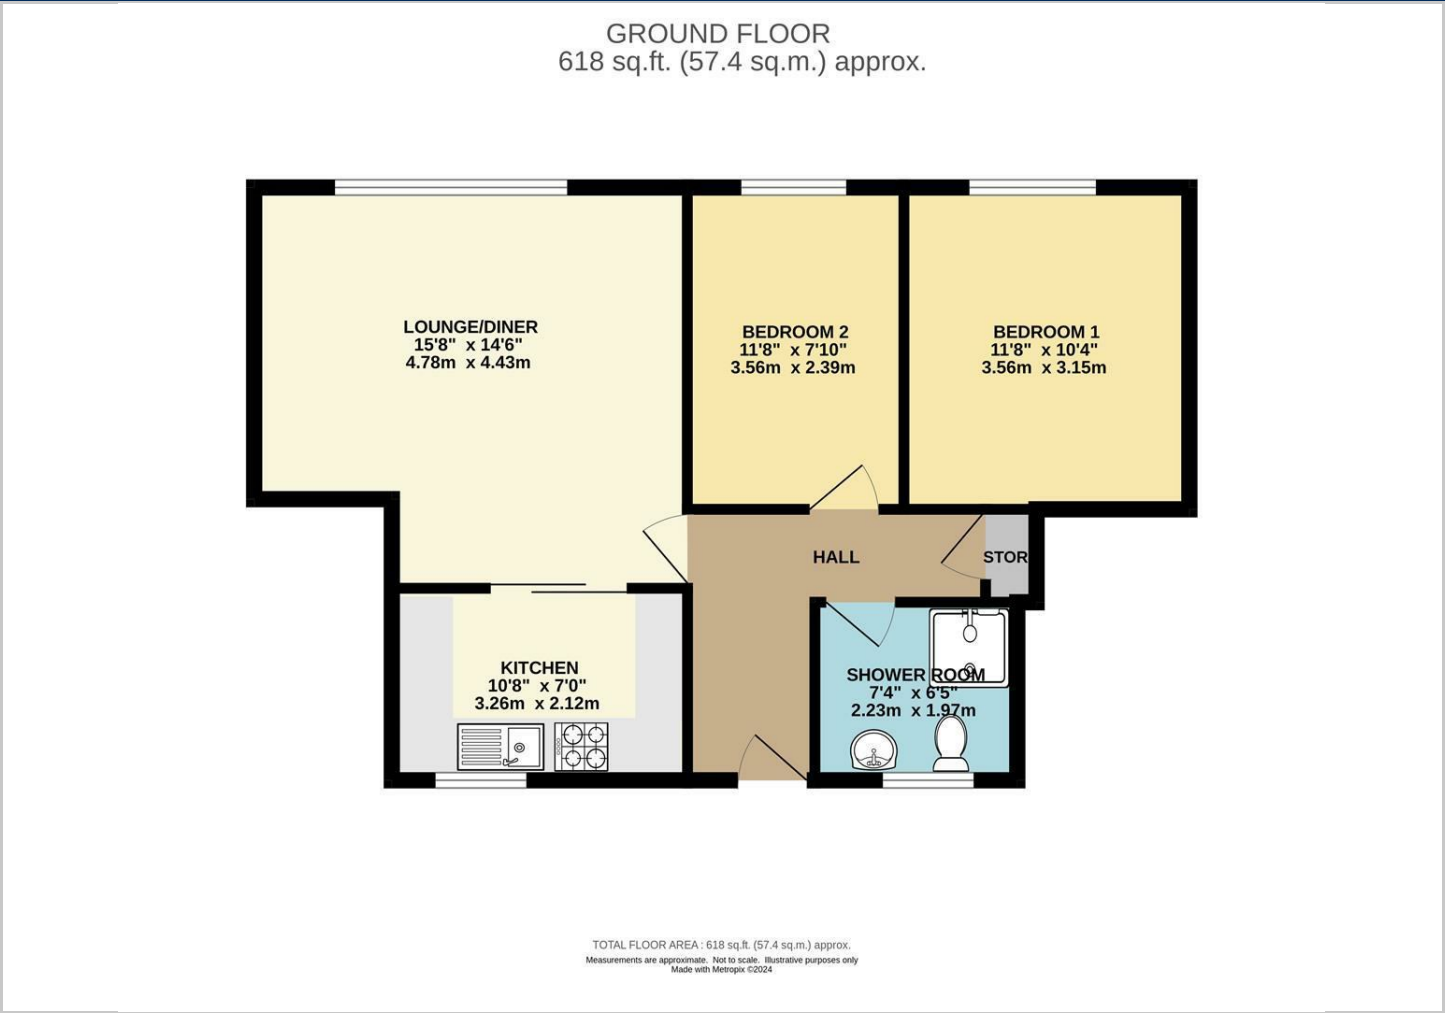 GROUND FLOOR
618 sq.ft. (57.4 sq.m.) approx.
LOUNGE/DINER
15'8" x 14'6"
4.78m x 4.43m
BEDROOM 2
11'8" x 7'10"
3.56m x 2.39m
BEDROOM 1
11'8" x 10'4"
3.56m x 3.15m
HALL
STOR
KITCHEN
10'8" x 7'0"
3.26m x 2.12m
SHOWER ROOM
7'4" x 6'5"
2.23m x 1.97m
TOTAL FLOOR AREA : 618 sq.ft. (57.4 sq.m.) approx.
Measurements are approximate. Not to scale. Illustrative purposes only
Made with Metropix ©2024